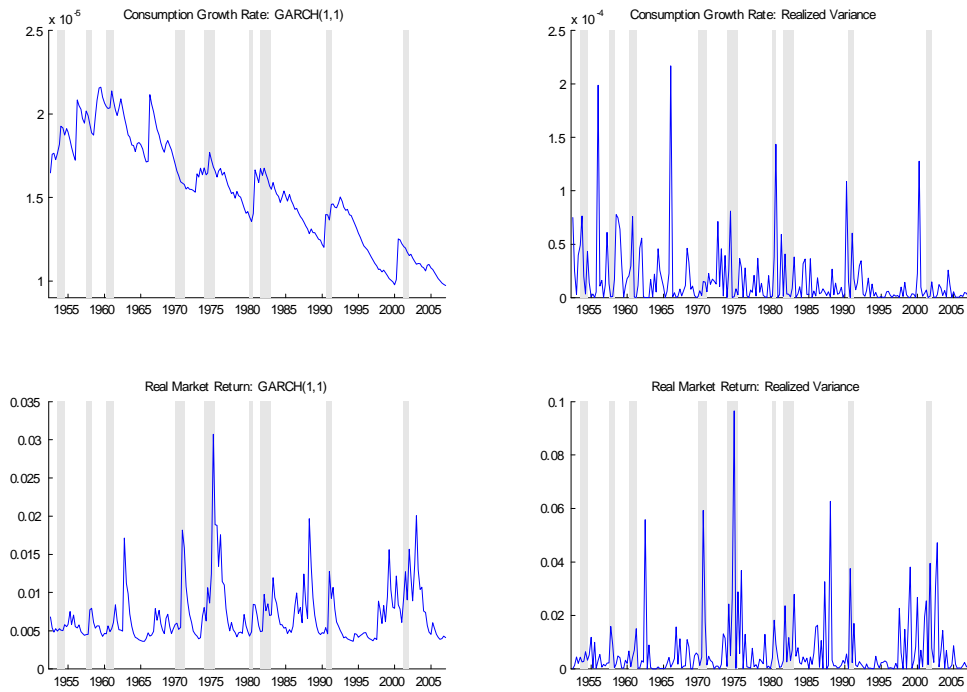 Consumption Growth Rate: GARCH(1,1)
x 10^-5
2.5
2
1.5
1
1955 1960 1965 1970 1975 1980 1985 1990 1995 2000 2005
Consumption Growth Rate: Realized Variance
x 10^-4
2.5
2
1.5
1
0.5
0
1955 1960 1965 1970 1975 1980 1985 1990 1995 2000 2005
Real Market Return: GARCH(1,1)
0.035
0.03
0.025
0.02
0.015
0.01
0.005
0
1955 1960 1965 1970 1975 1980 1985 1990 1995 2000 2005
Real Market Return: Realized Variance
0.1
0.08
0.06
0.04
0.02
0
1955 1960 1965 1970 1975 1980 1985 1990 1995 2000 2005